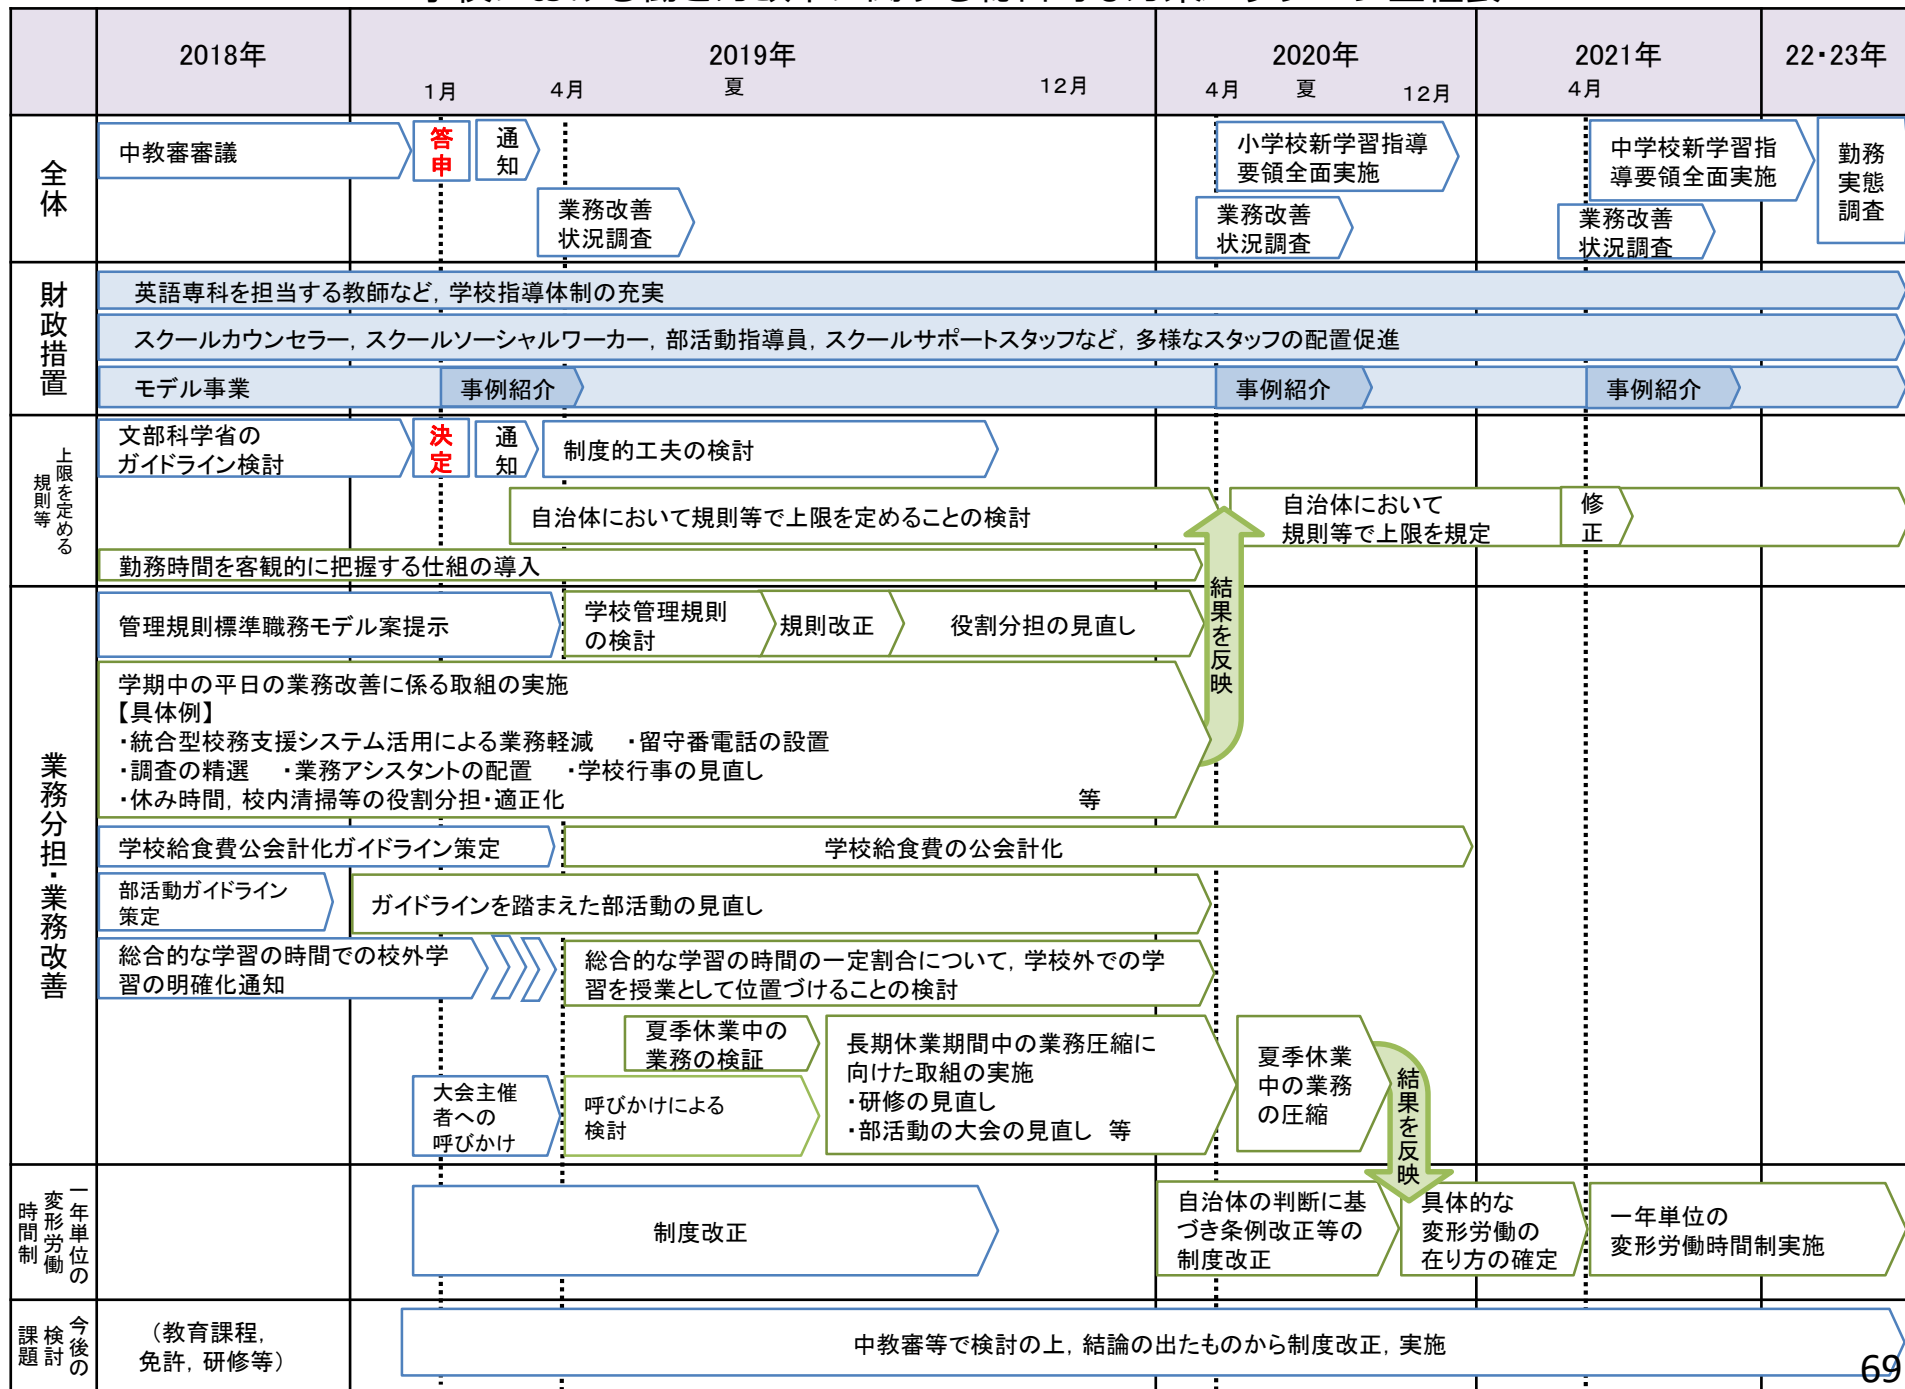 2018年
2019年
2020年
2021年
22・23年
1月
4月
夏
12月
4月
夏
12月
4月
全体
中教審審議
答申
通知
業務改善
状況調査
小学校新学習指導
要領全面実施
業務改善
状況調査
中学校新学習指
導要領全面実施
業務改善
状況調査
勤務
実態
調査
財政措置
英語専科を担当する教師など，学校指導体制の充実
スクールカウンセラー，スクールソーシャルワーカー，部活動指導員，スクールサポートスタッフなど，多様なスタッフの配置促進
モデル事業
事例紹介
事例紹介
事例紹介
上限を定める
規則等
文部科学省の
ガイドライン検討
決定
通知
制度的工夫の検討
自治体において規則等で上限を定めることの検討
自治体において
規則等で上限を規定
修正
勤務時間を客観的に把握する仕組の導入
結果を反映
業務分担・業務改善
管理規則標準職務モデル案提示
学校管理規則
の検討
規則改正
役割分担の見直し
学期中の平日の業務改善に係る取組の実施
【具体例】
・統合型校務支援システム活用による業務軽減　・留守番電話の設置
・調査の精選　・業務アシスタントの配置　・学校行事の見直し
・休み時間，校内清掃等の役割分担・適正化　等
学校給食費公会計化ガイドライン策定
学校給食費の公会計化
部活動ガイドライン
策定
ガイドラインを踏まえた部活動の見直し
総合的な学習の時間での校外学
習の明確化通知
総合的な学習の時間の一定割合について，学校外での学
習を授業として位置づけることの検討
夏季休業中の
業務の検証
大会主催
者への
呼びかけ
呼びかけによる
検討
長期休業期間中の業務圧縮に
向けた取組の実施
・研修の見直し
・部活動の大会の見直し　等
夏季休業
中の業務
の圧縮
結果を反映
一年単位の
変形労働
時間制
制度改正
自治体の判断に基
づき条例改正等の
制度改正
具体的な
変形労働の
在り方の確定
一年単位の
変形労働時間制実施
今後の
検討
課題
（教育課程，
免許，研修等）
中教審等で検討の上，結論の出たものから制度改正，実施
69